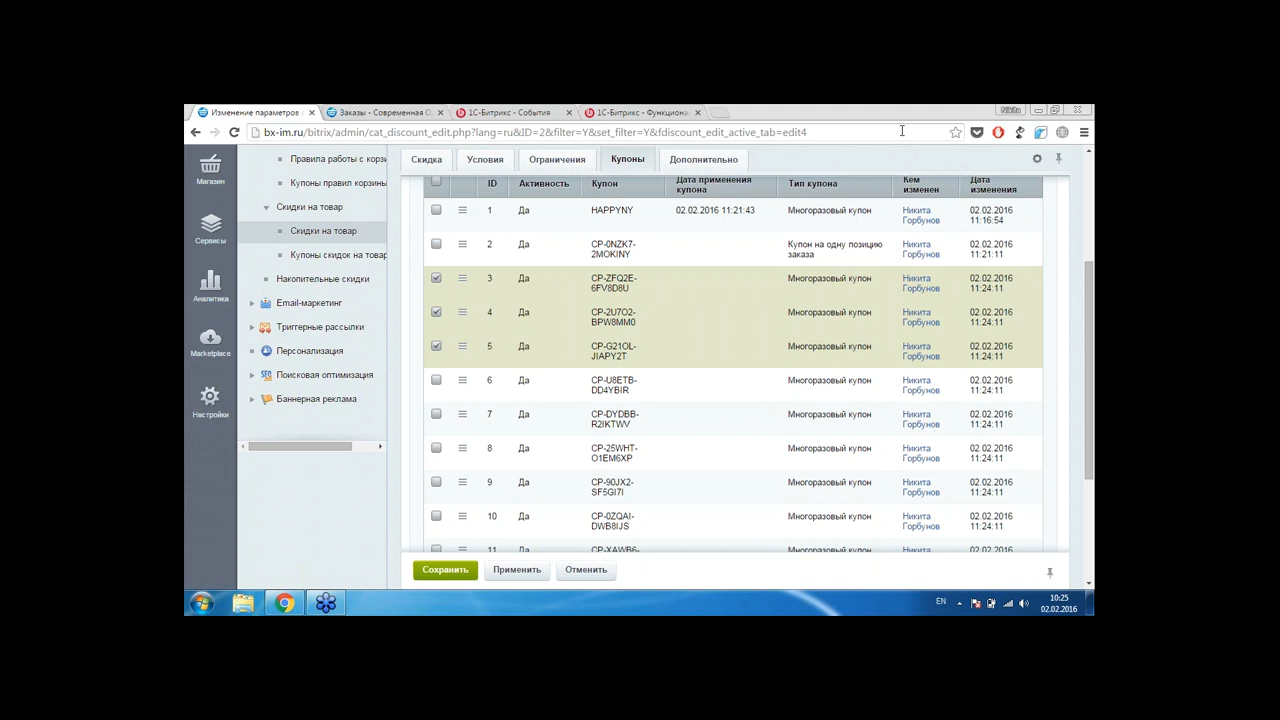 Изменение параметров с
Заказы - Современная О
1С-Битрикс - События
1С-Битрикс - Функциона
bx-im.ru/bitrix/admin/cat_discount_edit.php?lang=ru&ID=2&filter=Y&set_filter=Y&fdiscount_edit_active_tab=edit4
Магазин
Сервисы
Аналитика
Marketplace
Настройки
Правила работы с корзи
Купоны правил корзины
Скидки на товар
Скидки на товар
Купоны скидок на товар
Накопительные скидки
Email-маркетинг
Триггерные рассылки
Персонализация
Поисковая оптимизация
Баннерная реклама
Скидка Условия Ограничения Купоны Дополнительно
ID Активность Купон Дата применения купона Тип купона Кем изменен Дата изменения
1 Да HAPPYNY 02.02.2016 11:21:43 Многоразовый купон Никита Горбунов 02.02.2016 11:16:54
2 Да CP-0NZK7-2MOKINY Купон на одну позицию заказа Никита Горбунов 02.02.2016 11:21:11
3 Да CP-ZFQ2E-6FV8D8U Многоразовый купон Никита Горбунов 02.02.2016 11:24:11
4 Да CP-2U7O2-BPW8MM0 Многоразовый купон Никита Горбунов 02.02.2016 11:24:11
5 Да CP-G21OL-JIAPY2T Многоразовый купон Никита Горбунов 02.02.2016 11:24:11
6 Да CP-U8ETB-DD4YBIR Многоразовый купон Никита Горбунов 02.02.2016 11:24:11
7 Да CP-DYDBB-R2IKTWV Многоразовый купон Никита Горбунов 02.02.2016 11:24:11
8 Да CP-25WHT-O1EM6XP Многоразовый купон Никита Горбунов 02.02.2016 11:24:11
9 Да CP-90JX2-SF5GI7I Многоразовый купон Никита Горбунов 02.02.2016 11:24:11
10 Да CP-0ZQAI-DWB8IJS Многоразовый купон Никита Горбунов 02.02.2016 11:24:11
11 Да CP-XAWB6- Многоразовый купон Никита 02.02.2016
Сохранить Применить Отменить
EN
10:25
02.02.2016